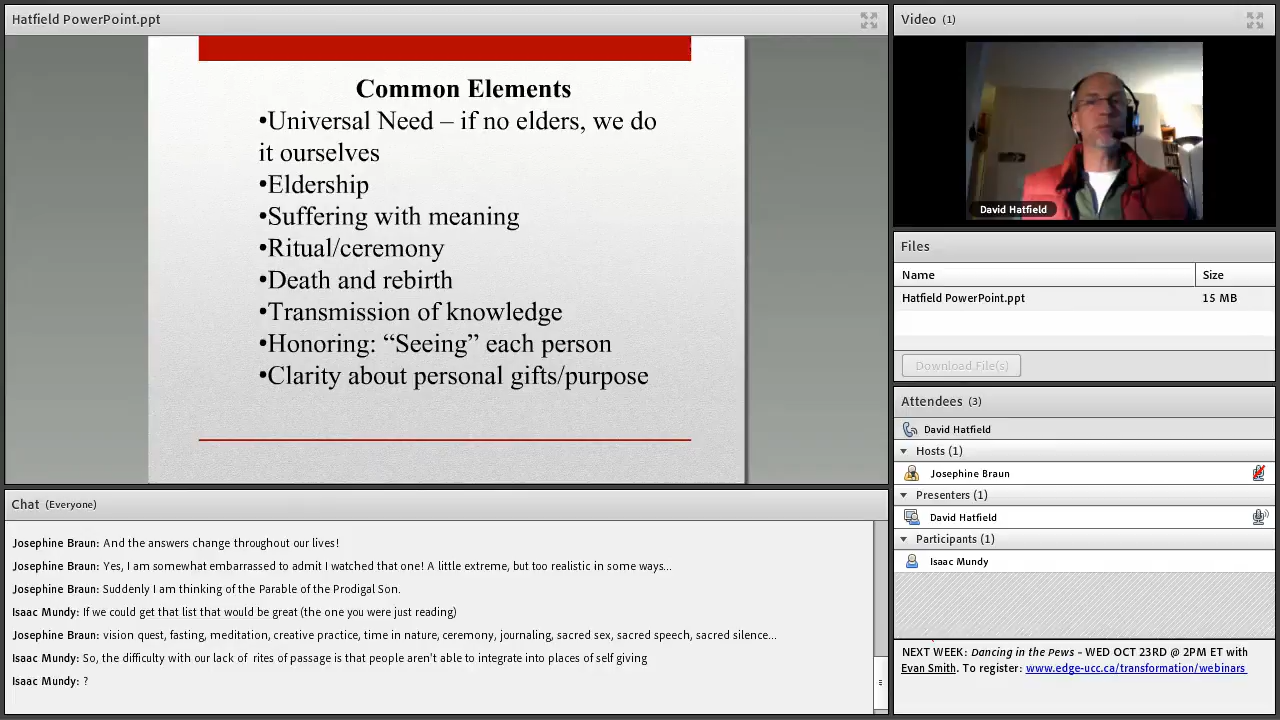 Hatfield PowerPoint.ppt
Common Elements
•Universal Need – if no elders, we do
it ourselves
•Eldership
•Suffering with meaning
•Ritual/ceremony
•Death and rebirth
•Transmission of knowledge
•Honoring: “Seeing” each person
•Clarity about personal gifts/purpose
Chat (Everyone)
Josephine Braun: And the answers change throughout our lives!
Josephine Braun: Yes, I am somewhat embarrased to admit I watched that one! A little extreme, but too realistic in some ways...
Josephine Braun: Suddenly I am thinking of the Parable of the Prodigal Son.
Isaac Mundy: If we could get that list that would be great (the one you were just reading)
Josephine Braun: vision quest, fasting, meditation, creative practice, time in nature, ceremony, journaling, sacred sex, sacred speech, sacred silence...
Isaac Mundy: So, the difficulty with our lack of rites of passage is that people aren't able to integrate into places of self giving
Isaac Mundy: ?
Video (1)
David Hatfield
Files
Name Size
Hatfield PowerPoint.ppt 15 MB
Download File(s)
Attendees (3)
David Hatfield
Hosts (1)
Josephine Braun
Presenters (1)
David Hatfield
Participants (1)
Isaac Mundy
NEXT WEEK: Dancing in the Pews - WED OCT 23RD @ 2PM ET with
Evan Smith. To register: www.edge-ucc.ca/transformation/webinars